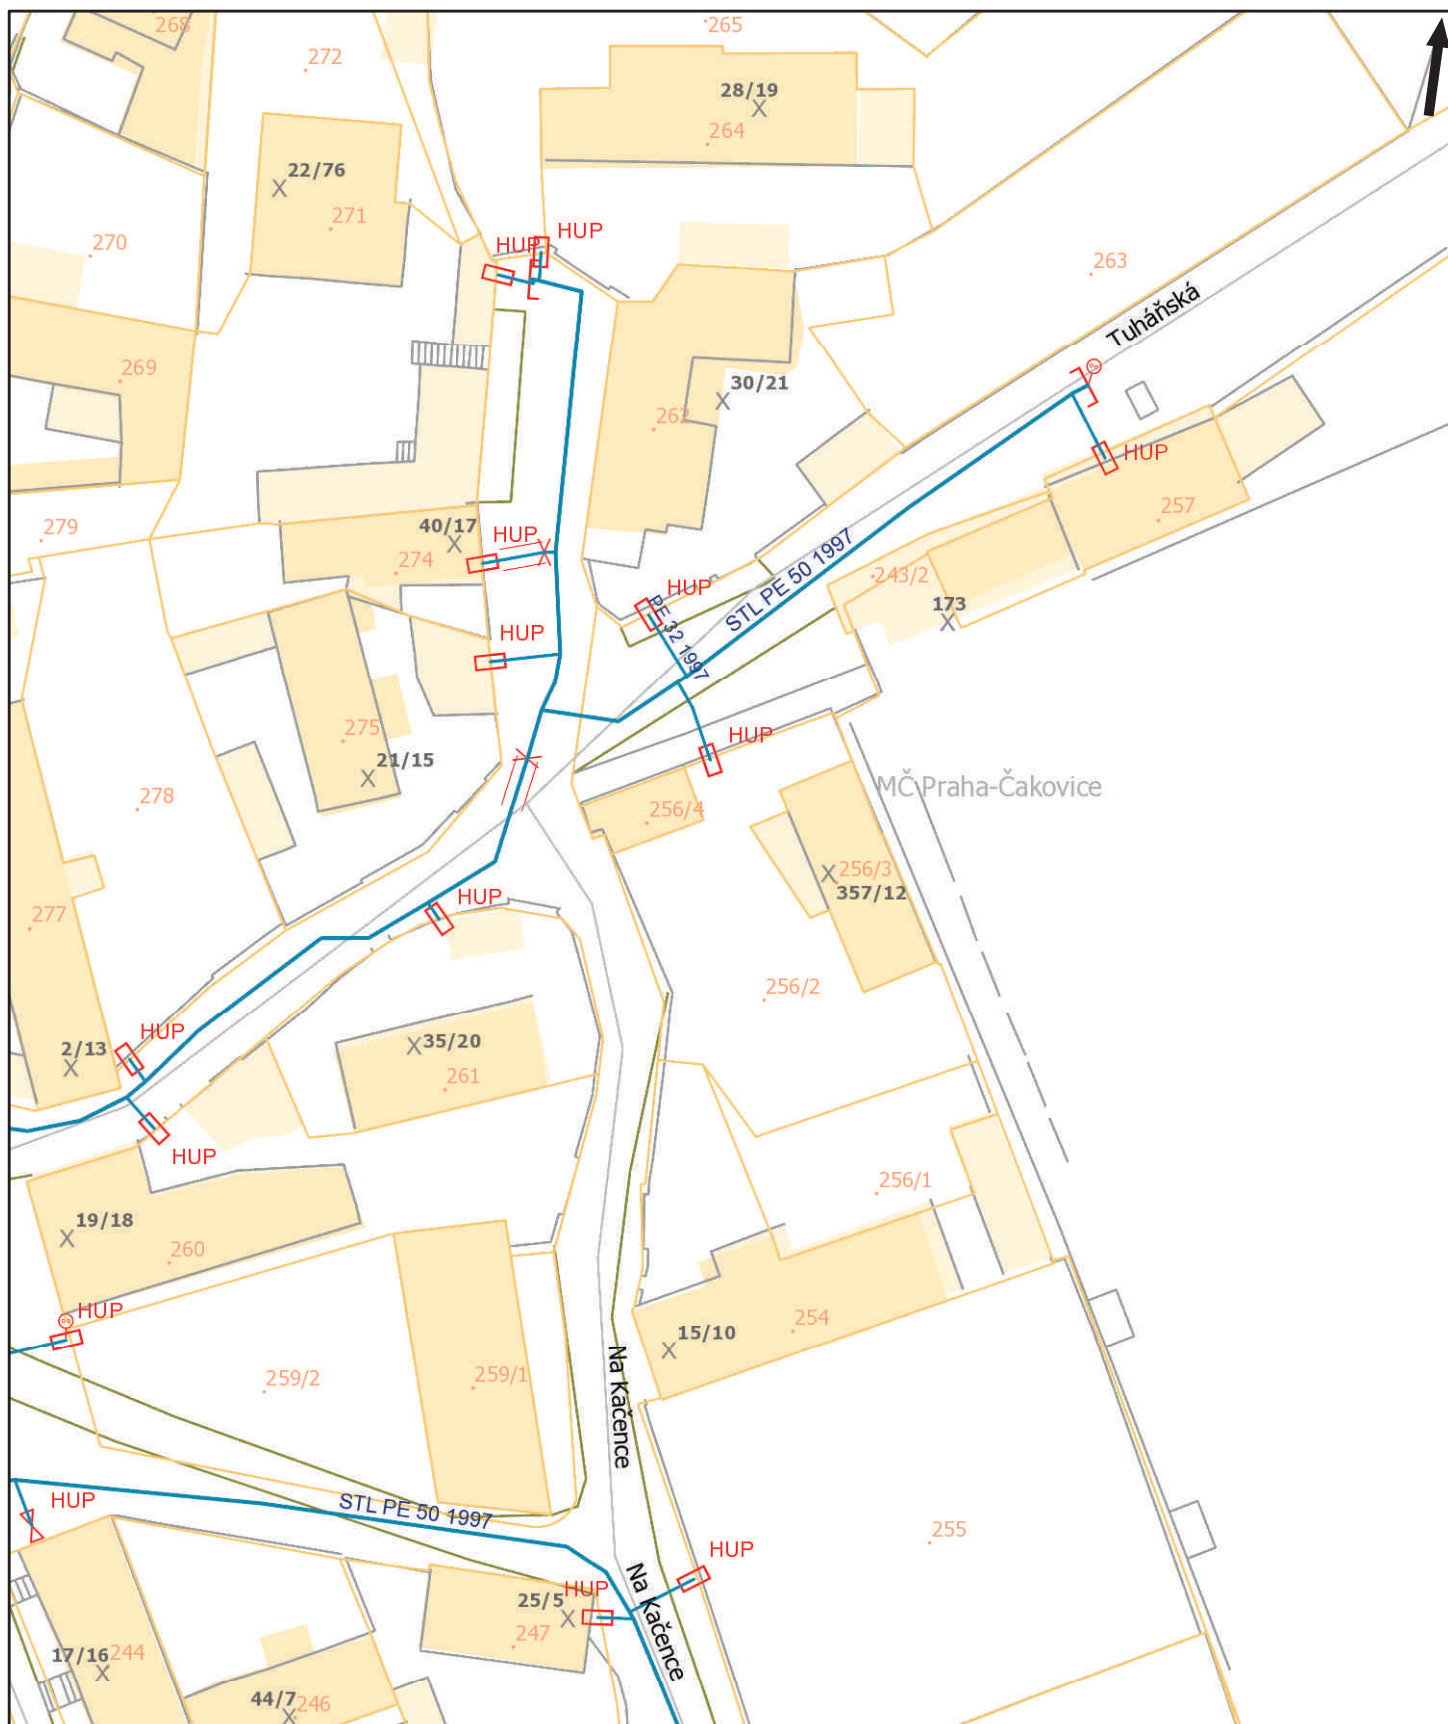 268
265
272
28/19
264
22/76
271
270
HUP
HUP
263
Tuháňská
269
30/21
262
HUP
257
279
40/17
HUP
274
STL PE 50 1997
243/2
HUP
PE 32 1997
173
HUP
275
HUP
21/15
MČ Praha-Čakovice
278
256/4
256/3
357/12
HUP
277
256/2
HUP
35/20
2/13
261
HUP
256/1
19/18
260
HUP
254
15/10
Na Kačence
259/2
259/1
HUP
STL PE 50 1997
255
HUP
Na Kačence
HUP
25/5
247
17/16
244
44/7
246